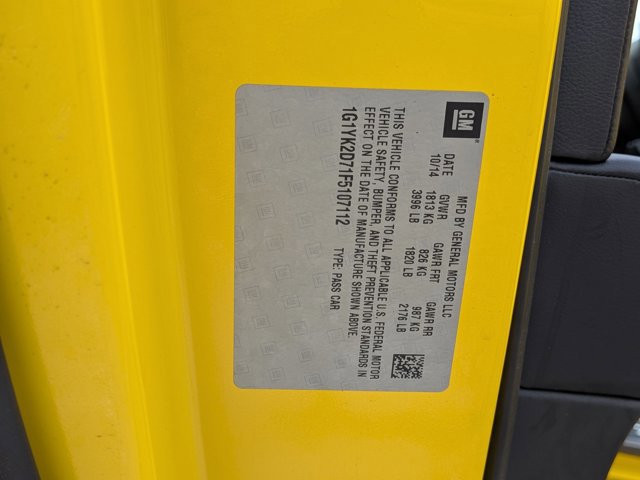 GM
MFD BY GENERAL MOTORS LLC
DATE GVWR GAWR FRT GAWR RR
10/14 1813 KG 826 KG 987 KG
3996 LB 1820 LB 2176 LB
THIS VEHICLE CONFORMS TO ALL APPLICABLE U.S. FEDERAL MOTOR
VEHICLE SAFETY, BUMPER, AND THEFT PREVENTION STANDARDS IN
EFFECT ON THE DATE OF MANUFACTURE SHOWN ABOVE.
1G1YK2D71F5107112 TYPE: PASS CAR